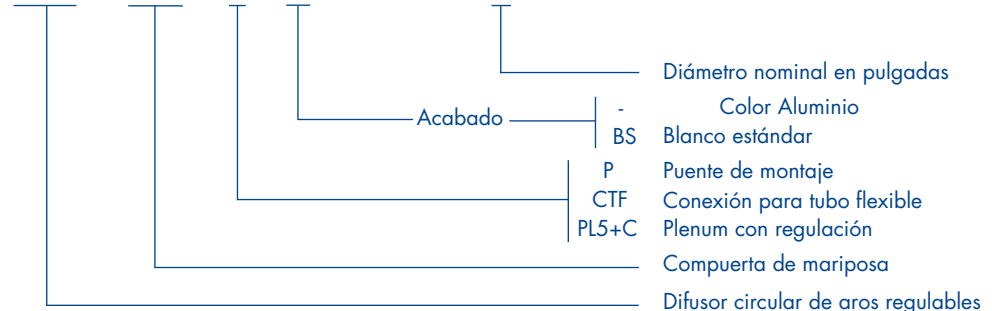 Diámetro nominal en pulgadas
- Color Aluminio
Acabado
BS Blanco estándar
P Puente de montaje
CTF Conexión para tubo flexible
PL5+C Plenum con regulación
Compuerta de mariposa
Difusor circular de aros regulables